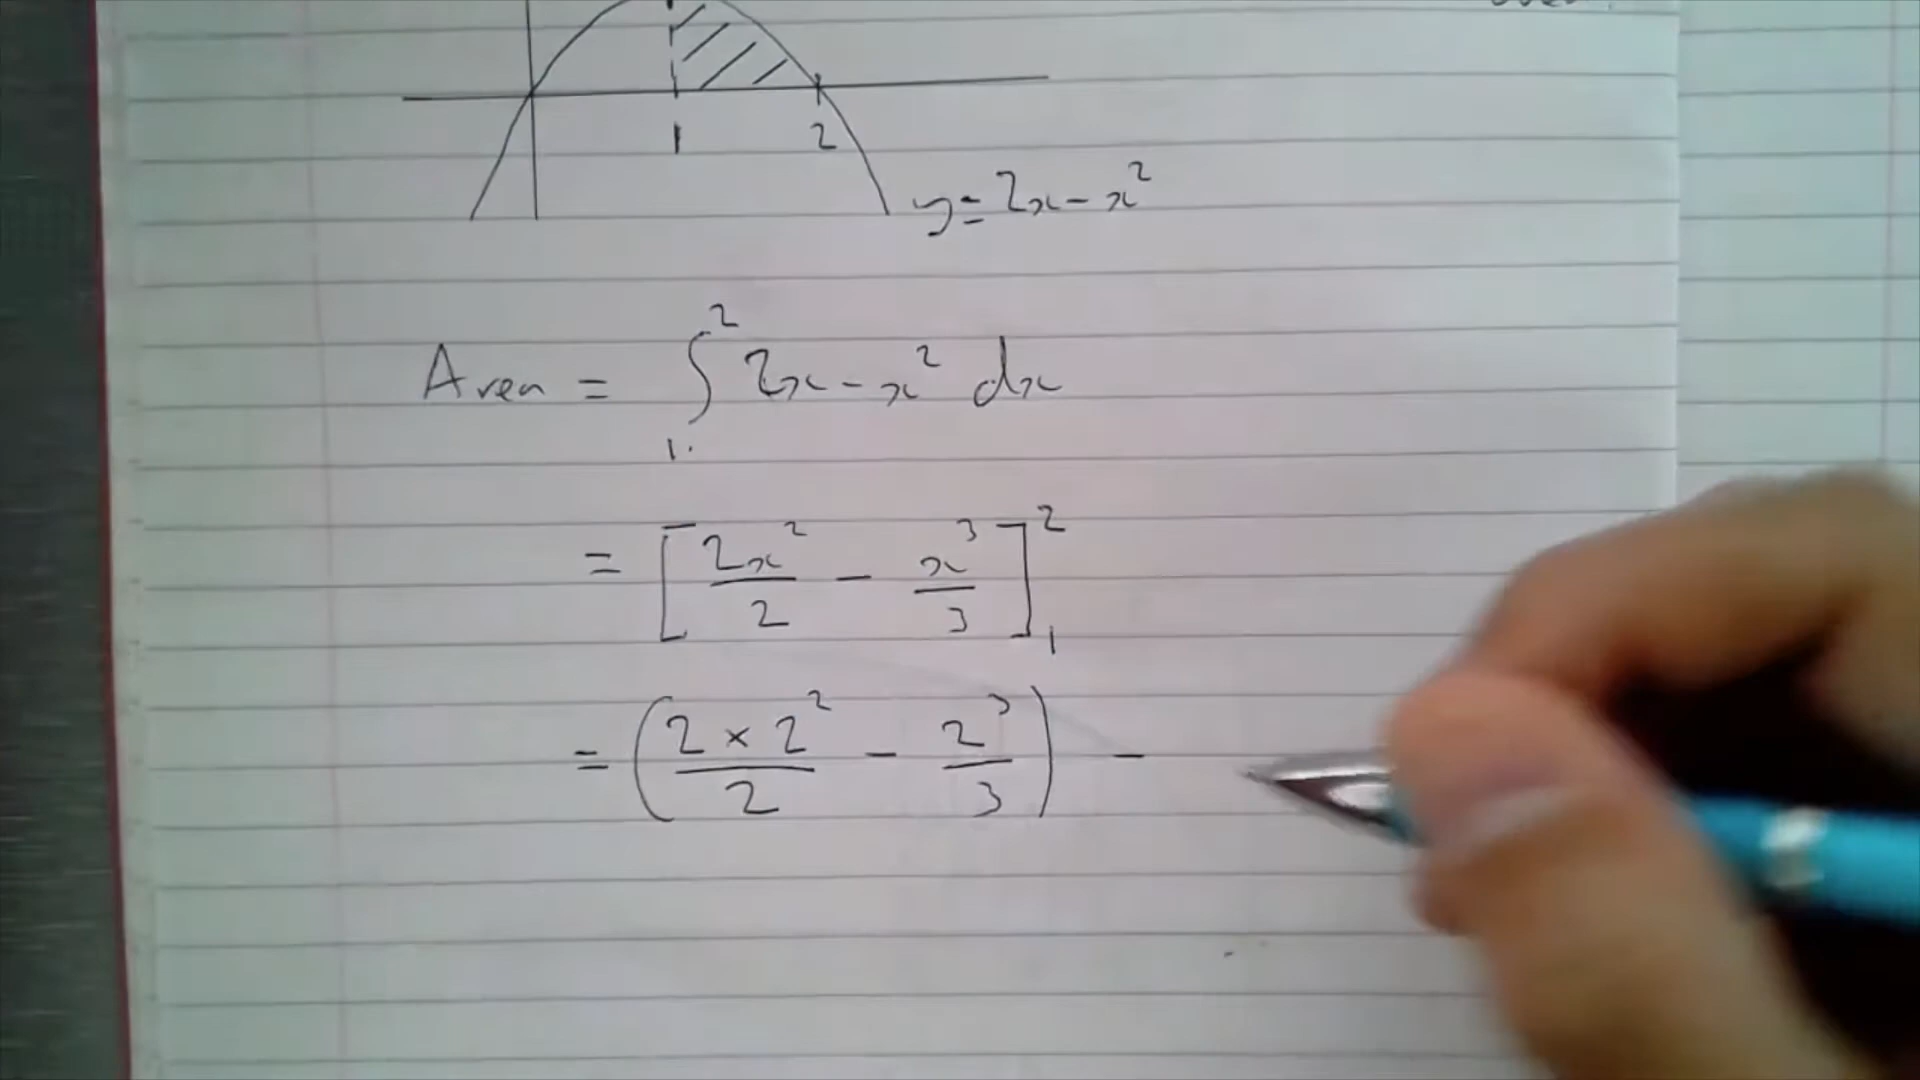 1 2
y = 2x - x²
Area = ∫₁² 2x - x² dx
= [2x²/2 - x³/3]₁²
= (2 × 2²/2 - 2³/3) -